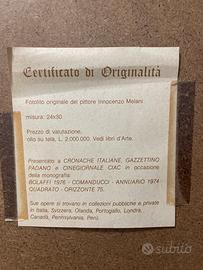 Certificato di Originalità
Fotolito originale del pittore Innocenzo Melani
misura: 24x30
Prezzo di valutazione,
olio su tela, L. 2.000.000. Vedi libri d'Arte.
Presentato a CRONACHE ITALIANE, GAZZETTINO
PADANO e CINEGIORNALE CIAC in occasione
della monografia
BOLAFFI 1976 - COMANDUCCI - ANNUARIO 1974
QUADRATO - ORIZZONTE 75.
Sue opere si trovano in collezioni pubbliche e private
in Italia, Svizzera, Olanda, Portogallo, Londra,
Canadà, Pennsylvania, Perù.
subito